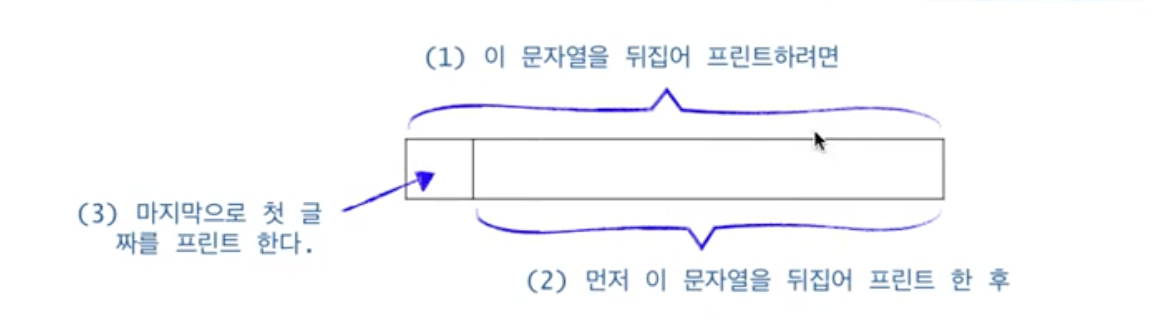 (1) 이 문자열을 뒤집어 프린트하려면
(3) 마지막으로 첫 글
짜를 프린트 한다.
(2) 먼저 이 문자열을 뒤집어 프린트 한 후